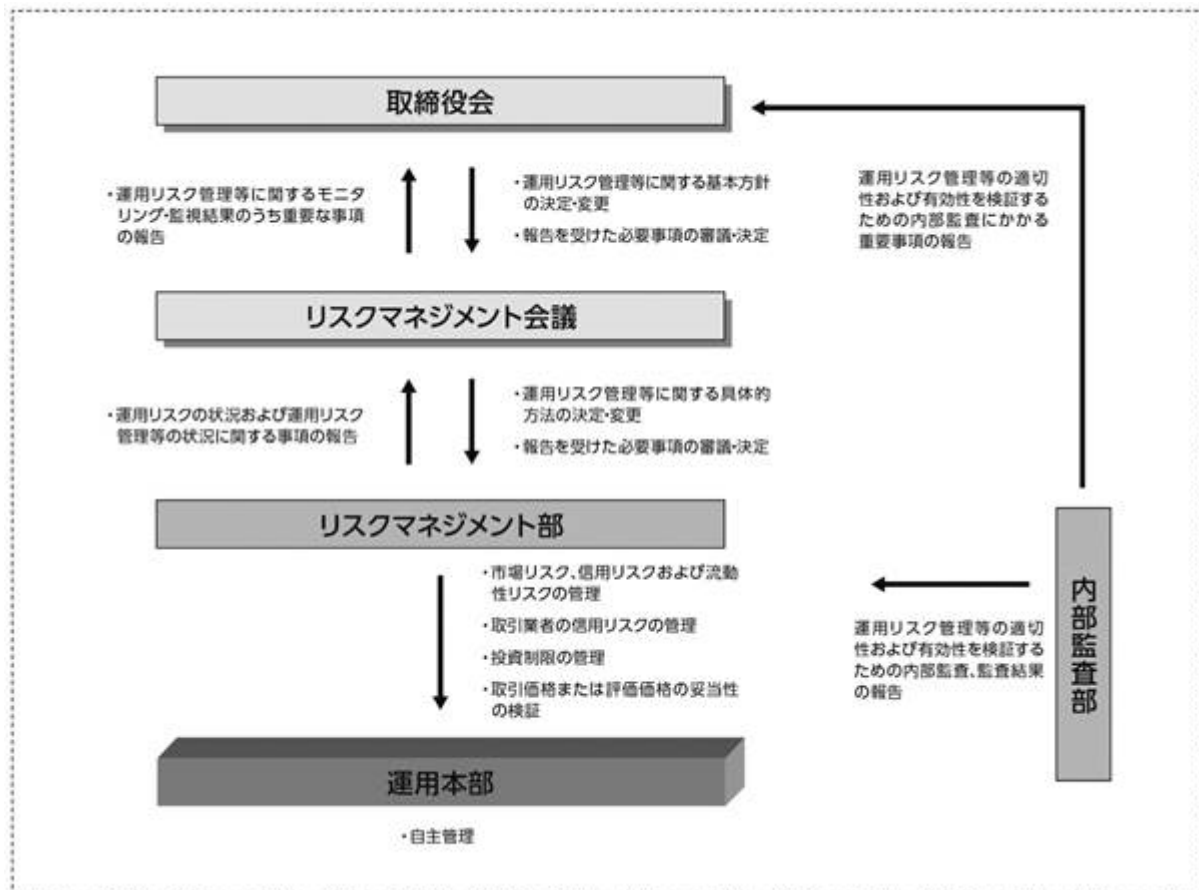 取締役会
・運用リスク管理等に関するモニタ
リング・監視結果のうち重要な事項
の報告
・運用リスク管理等に関する基本方針
の決定・変更
・報告を受けた必要事項の審議・決定
運用リスク管理等の適切
性および有効性を検証す
るための内部監査にかかる
重要事項の報告
リスクマネジメント会議
・運用リスクの状況および運用リスク
管理等の状況に関する事項の報告
・運用リスク管理等に関する具体的
方法の決定・変更
・報告を受けた必要事項の審議・決定
リスクマネジメント部
・市場リスク、信用リスクおよび流動
性リスクの管理
・取引業者の信用リスクの管理
・投資制限の管理
・取引価格または評価価格の妥当性
の検証
運用リスク管理等の適切
性および有効性を検証する
ための内部監査、監査結果
の報告
内部監査部
運用本部
・自主管理